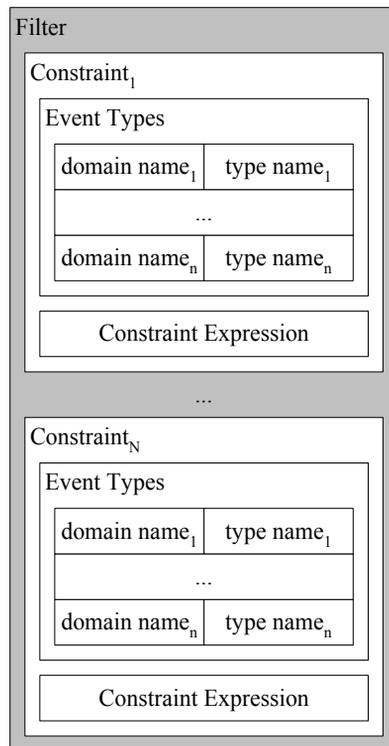 Filter
Constraint₁
Event Types
domain name₁ type name₁
...
domain nameₙ type nameₙ
Constraint Expression
...
Constraint_N
Event Types
domain name₁ type name₁
...
domain nameₙ type nameₙ
Constraint Expression